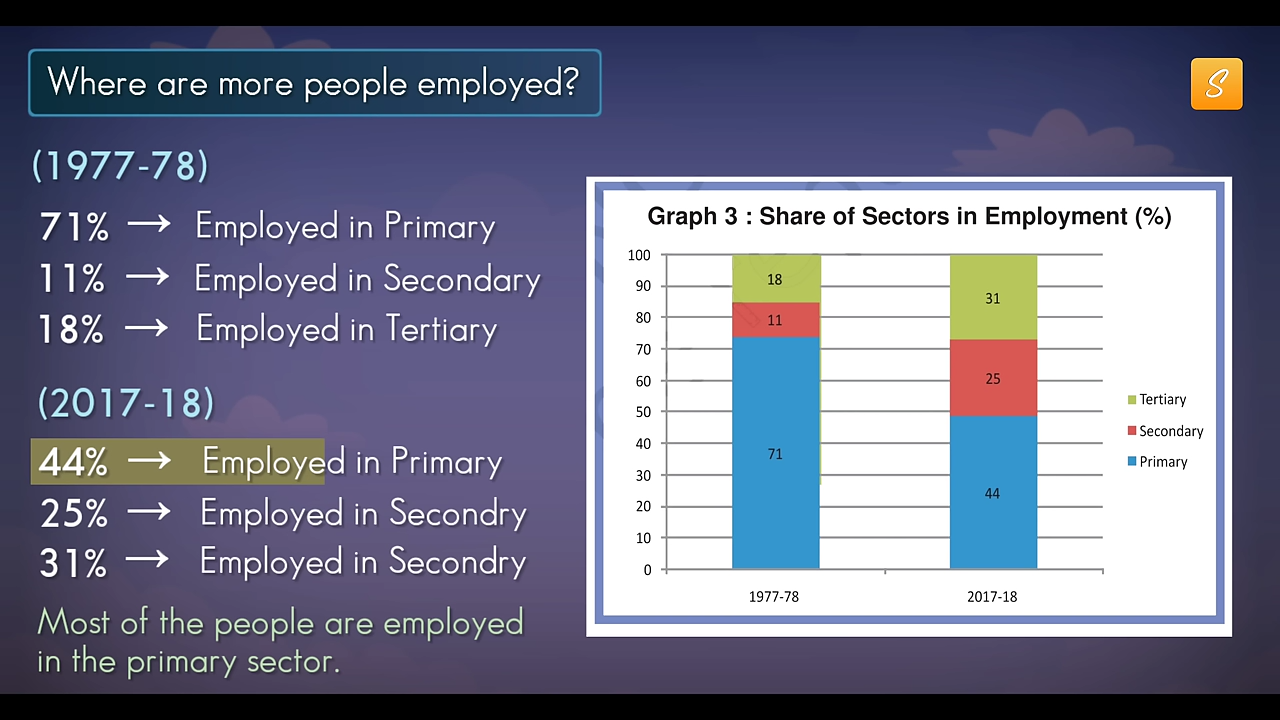 Where are more people employed?
S
(1977-78)
71% → Employed in Primary
11% → Employed in Secondary
18% → Employed in Tertiary
(2017-18)
44% → Employed in Primary
25% → Employed in Secondry
31% → Employed in Secondry
Most of the people are employed
in the primary sector.
Graph 3 : Share of Sectors in Employment (%)
100
90
80
70
60
50
40
30
20
10
0
18
11
71
31
25
44
1977-78
2017-18
Tertiary
Secondary
Primary